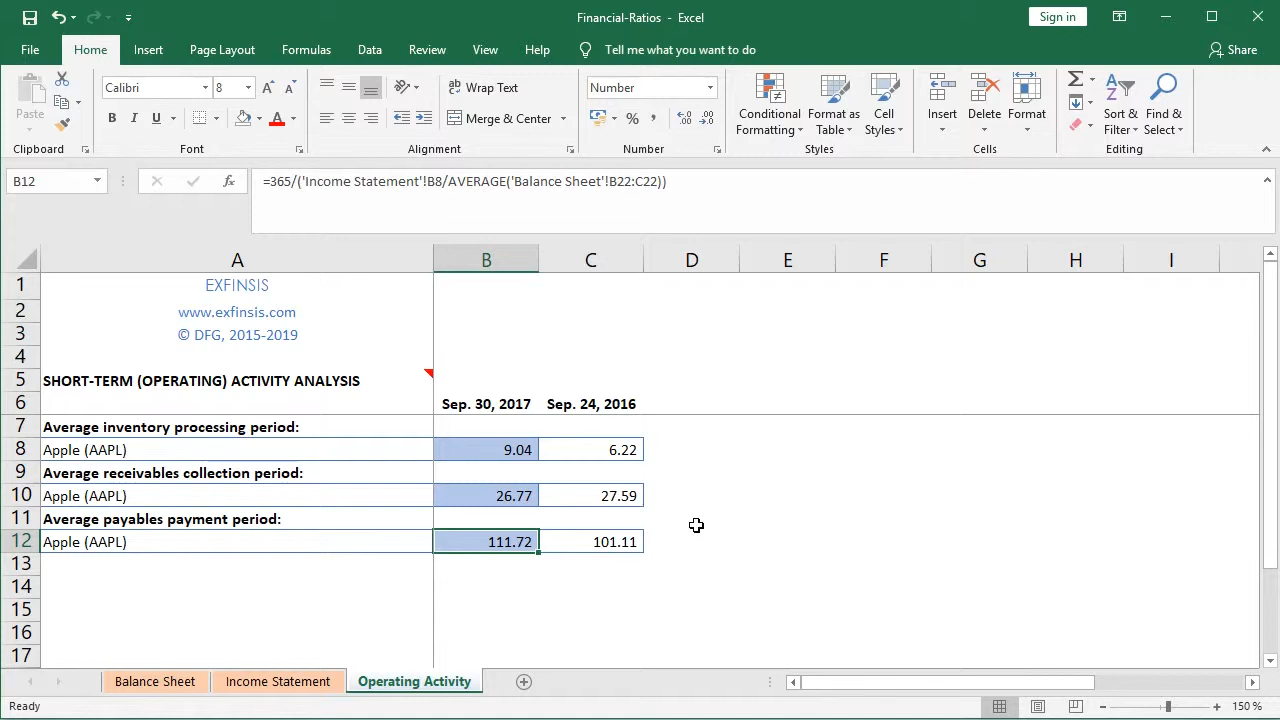 Financial-Ratios - Excel
Sign in
File Home Insert Page Layout Formulas Data Review View Help Tell me what you want to do Share
Paste
Calibri 8
B I U A
ab Wrap Text
Merge & Center
Number
% ,
Conditional Formatting
Format as Table
Cell Styles
Insert
Delete
Format
Σ
Sort & Filter
Find & Select
Clipboard Font Alignment Number Styles Cells Editing
B12 fx =365/('Income Statement'!B8/AVERAGE('Balance Sheet'!B22:C22))
A B C D E F G H I
1 EXFINSIS
2 www.exfinsis.com
3 © DFG, 2015-2019
4
5 SHORT-TERM (OPERATING) ACTIVITY ANALYSIS
6 Sep. 30, 2017 Sep. 24, 2016
7 Average inventory processing period:
8 Apple (AAPL) 9.04 6.22
9 Average receivables collection period:
10 Apple (AAPL) 26.77 27.59
11 Average payables payment period:
12 Apple (AAPL) 111.72 101.11
13
14
15
16
17
Balance Sheet Income Statement Operating Activity
Ready 150 %